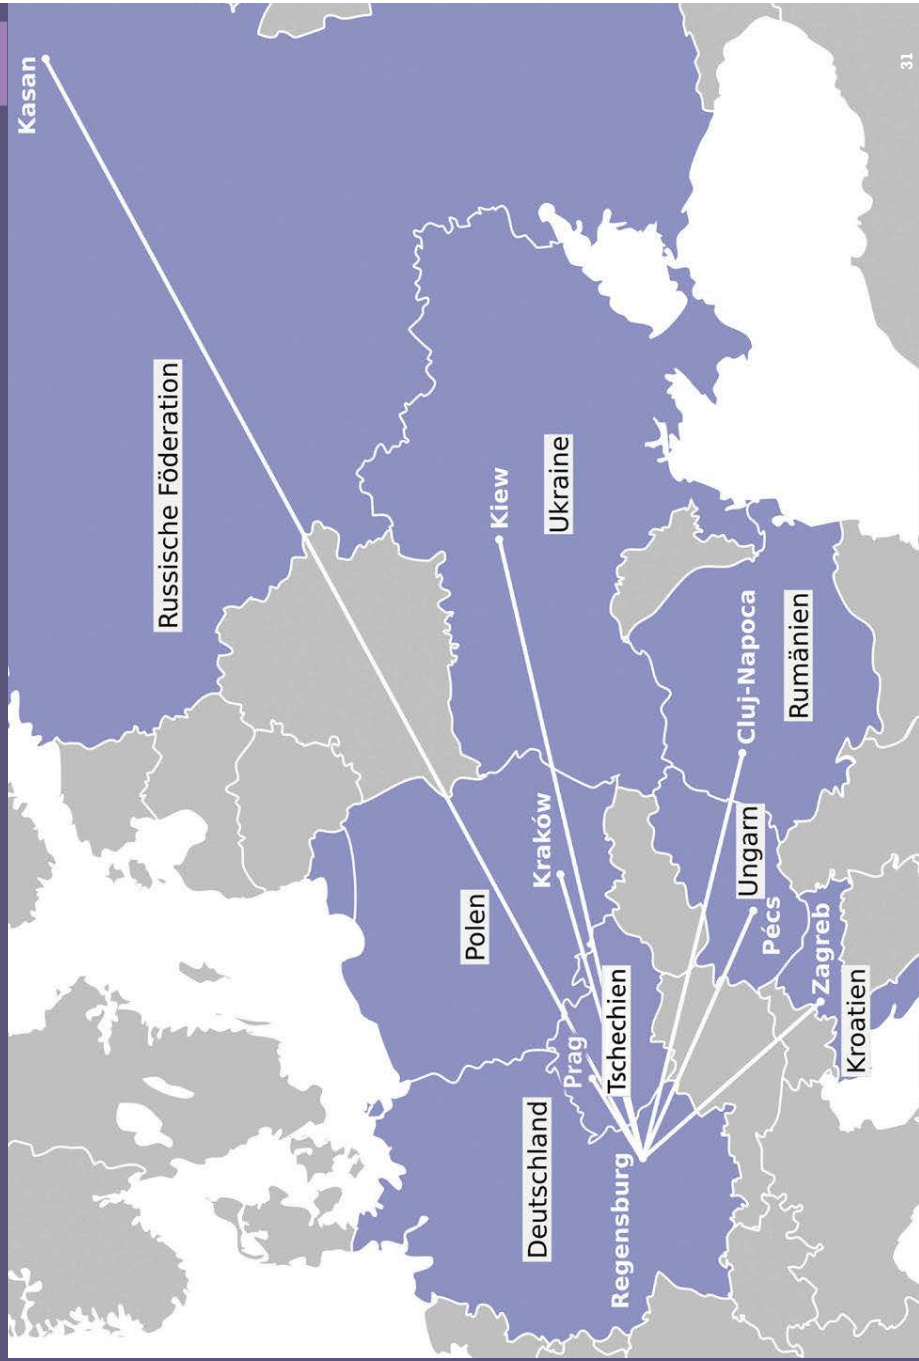 Kasan
Russische Föderation
Kiew
Ukraine
Polen
Kraków
Prag
Tschechien
Deutschland
Regensburg
Cluj-Napoca
Rumänien
Ungarn
Pécs
Zagreb
Kroatien
31